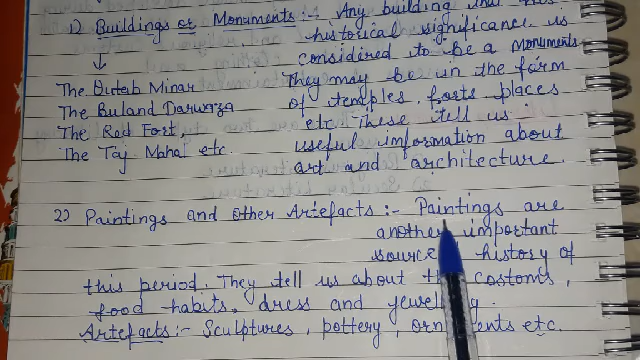 1) Buildings or Monuments :- Any building that has
historical significance is
considered to be a Monuments
The Qutab Minar They may be in the form
The Buland Darwaza of temples, forts places
The Red Fort, etc. These tell us
The Taj Mahal etc. useful information about
art and architecture.
2) Paintings and Other Artefacts :- Paintings are
another important
source history of
this period. They tell us about the customs,
food habits, dress and jewellery.
Artefacts :- Sculptures, pottery, etc.